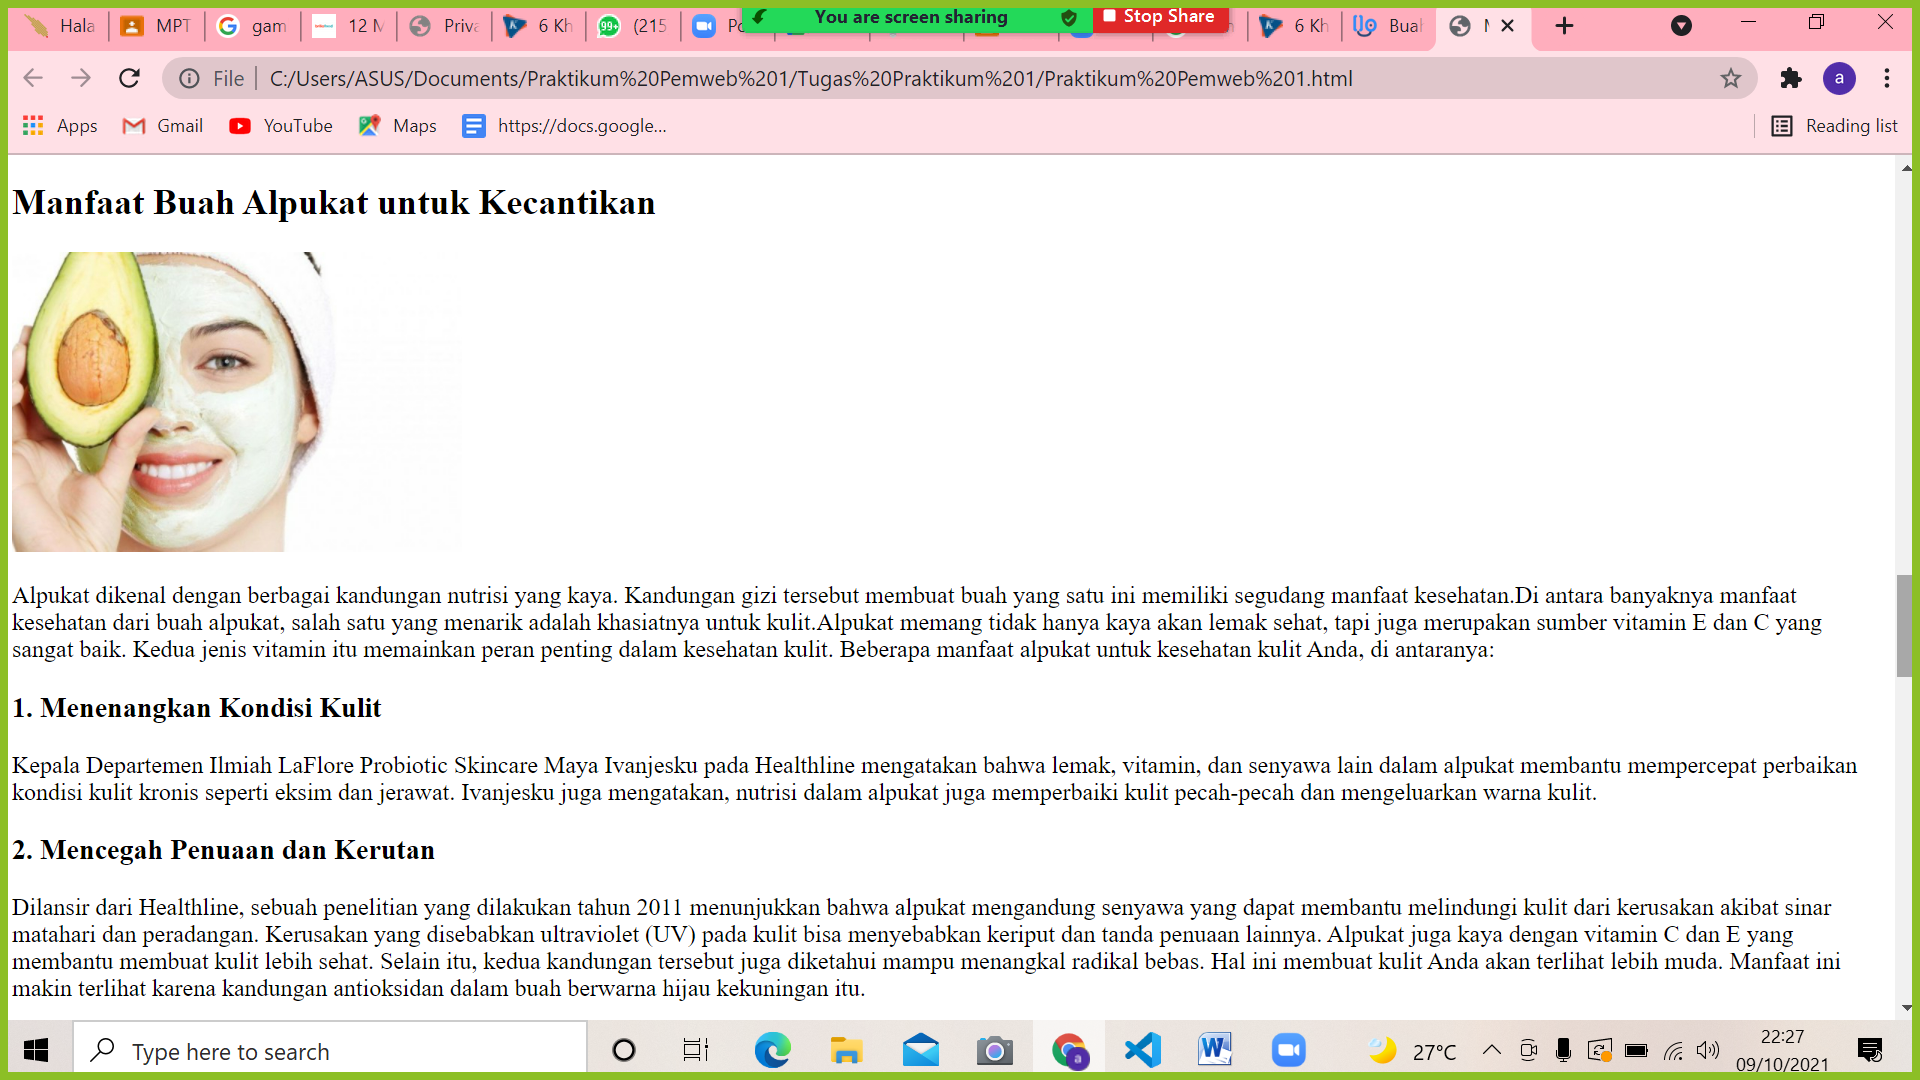 Hala
MPT
gam
12 M
Priva
6 Kh
99+
(215
Po
You are screen sharing
Stop Share
6 Kh
Buah
File
C:/Users/ASUS/Documents/Praktikum%20Pemweb%201/Tugas%20Praktikum%201/Praktikum%20Pemweb%201.html
a
Apps
Gmail
YouTube
Maps
https://docs.google...
Reading list
Manfaat Buah Alpukat untuk Kecantikan
Alpukat dikenal dengan berbagai kandungan nutrisi yang kaya. Kandungan gizi tersebut membuat buah yang satu ini memiliki segudang manfaat kesehatan.Di antara banyaknya manfaat
kesehatan dari buah alpukat, salah satu yang menarik adalah khasiatnya untuk kulit.Alpukat memang tidak hanya kaya akan lemak sehat, tapi juga merupakan sumber vitamin E dan C yang
sangat baik. Kedua jenis vitamin itu memainkan peran penting dalam kesehatan kulit. Beberapa manfaat alpukat untuk kesehatan kulit Anda, di antaranya:
1. Menenangkan Kondisi Kulit
Kepala Departemen Ilmiah LaFlore Probiotic Skincare Maya Ivanjesku pada Healthline mengatakan bahwa lemak, vitamin, dan senyawa lain dalam alpukat membantu mempercepat perbaikan
kondisi kulit kronis seperti eksim dan jerawat. Ivanjesku juga mengatakan, nutrisi dalam alpukat juga memperbaiki kulit pecah-pecah dan mengeluarkan warna kulit.
2. Mencegah Penuaan dan Kerutan
Dilansir dari Healthline, sebuah penelitian yang dilakukan tahun 2011 menunjukkan bahwa alpukat mengandung senyawa yang dapat membantu melindungi kulit dari kerusakan akibat sinar
matahari dan peradangan. Kerusakan yang disebabkan ultraviolet (UV) pada kulit bisa menyebabkan keriput dan tanda penuaan lainnya. Alpukat juga kaya dengan vitamin C dan E yang
membantu membuat kulit lebih sehat. Selain itu, kedua kandungan tersebut juga diketahui mampu menangkal radikal bebas. Hal ini membuat kulit Anda akan terlihat lebih muda. Manfaat ini
makin terlihat karena kandungan antioksidan dalam buah berwarna hijau kekuningan itu.
Type here to search
a
27°C
22:27
09/10/2021